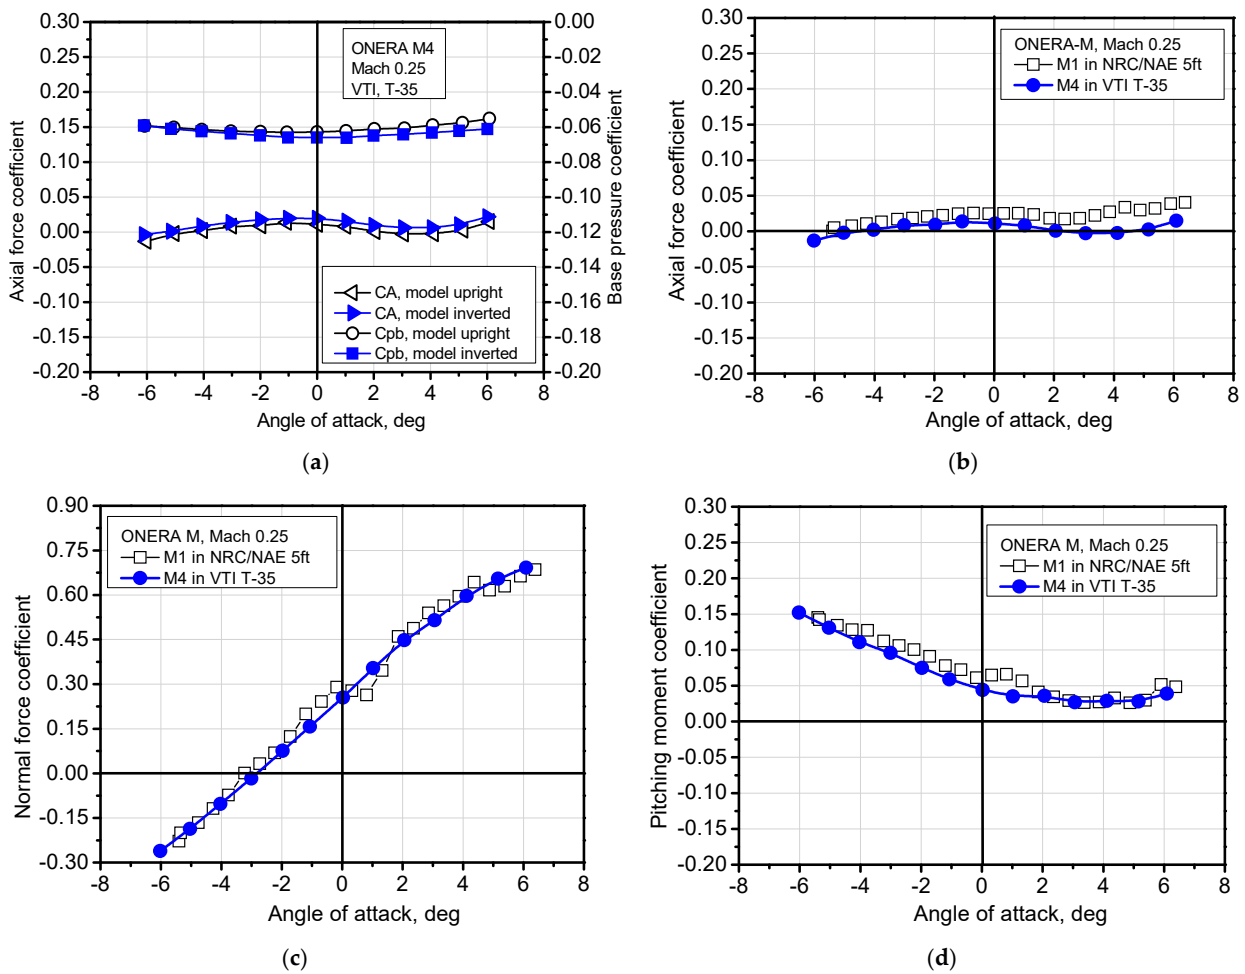 0.30
0.25
0.20
0.15
0.10
0.05
0.00
-0.05
-0.10
-0.15
-0.20
Axial force coefficient
0.00
-0.02
-0.04
-0.06
-0.08
-0.10
-0.12
-0.14
-0.16
-0.18
-0.20
Base pressure coefficient
ONERA M4
Mach 0.25
VTI, T-35
CA, model upright
CA, model inverted
Cpb, model upright
Cpb, model inverted
-8 -6 -4 -2 0 2 4 6 8
Angle of attack, deg
(a)
0.30
0.25
0.20
0.15
0.10
0.05
0.00
-0.05
-0.10
-0.15
-0.20
Axial force coefficient
ONERA-M, Mach 0.25
M1 in NRC/NAE 5ft
M4 in VTI T-35
-8 -6 -4 -2 0 2 4 6 8
Angle of attack, deg
(b)
0.90
0.75
0.60
0.45
0.30
0.15
0.00
-0.15
-0.30
Normal force coefficient
ONERA M, Mach 0.25
M1 in NRC/NAE 5ft
M4 in VTI T-35
-8 -6 -4 -2 0 2 4 6 8
Angle of attack, deg
(c)
0.30
0.25
0.20
0.15
0.10
0.05
0.00
-0.05
-0.10
-0.15
-0.20
Pitching moment coefficient
ONERA M, Mach 0.25
M1 in NRC/NAE 5ft
M4 in VTI T-35
-8 -6 -4 -2 0 2 4 6 8
Angle of attack, deg
(d)